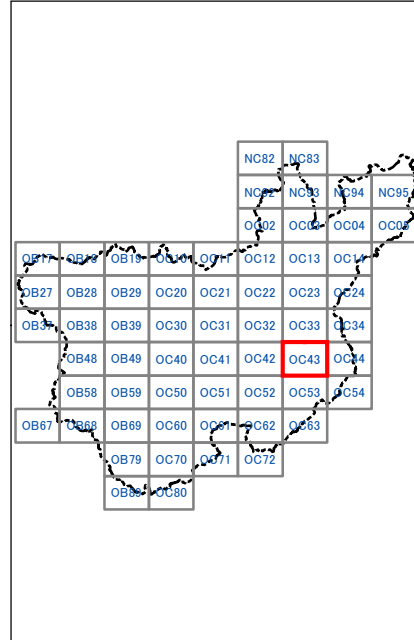 NC82 NC83
NC92 NC93 NC94 NC95
OC02 OC03 OC04 OC05
OB17 OB18 OB19 OC10 OC11 OC12 OC13 OC14
OB27 OB28 OB29 OC20 OC21 OC22 OC23 OC24
OB37 OB38 OB39 OC30 OC31 OC32 OC33 OC34
OB48 OB49 OC40 OC41 OC42 OC43 OC44
OB58 OB59 OC50 OC51 OC52 OC53 OC54
OB67 OB68 OB69 OC60 OC61 OC62 OC63
OB79 OC70 OC71 OC72
OB89 OC80